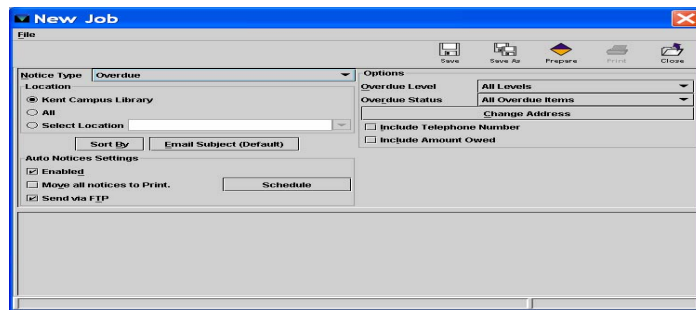 New Job
File
Save Save As Prepare Print Close
Notice Type Overdue
Location
Kent Campus Library
All
Select Location
Sort By Email Subject (Default)
Auto Notices Settings
Enabled
Move all notices to Print. Schedule
Send via FTP
Options
Overdue Level All Levels
Overdue Status All Overdue Items
Change Address
Include Telephone Number
Include Amount Owed